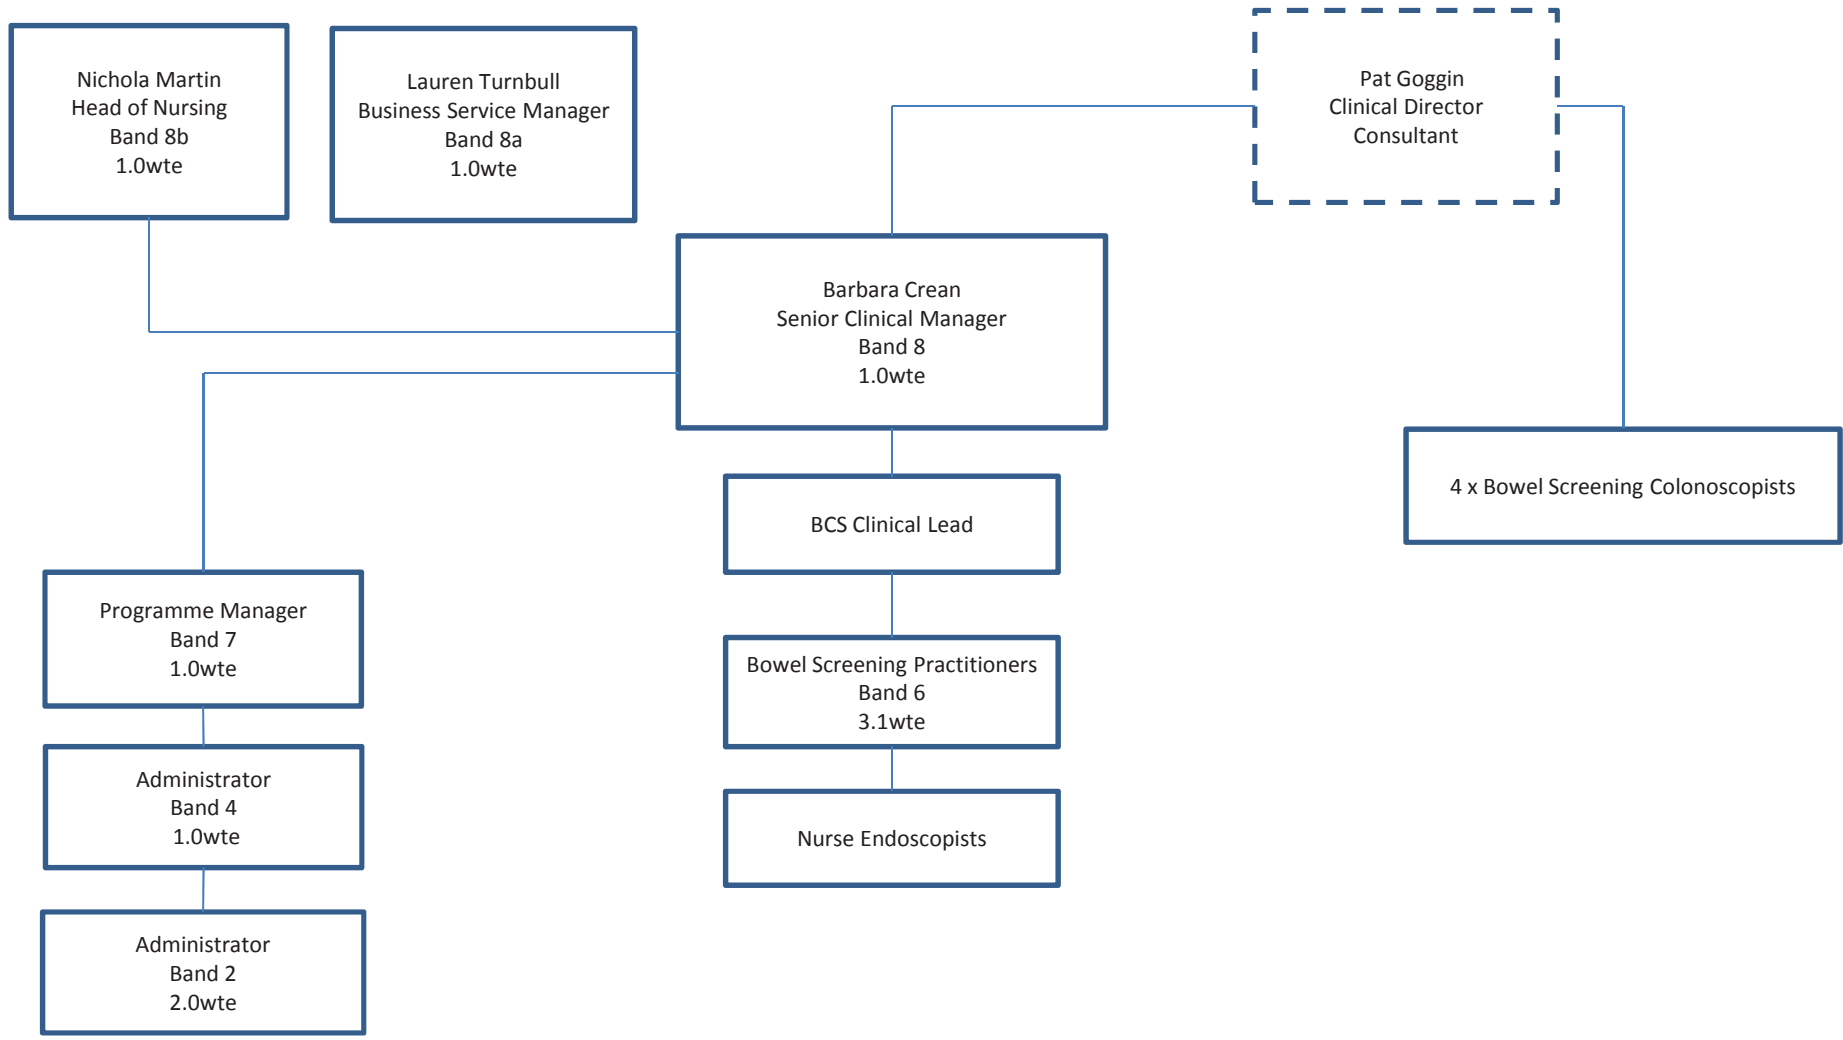 Nichola Martin
Head of Nursing
Band 8b
1.0wte
Lauren Turnbull
Business Service Manager
Band 8a
1.0wte
Pat Goggin
Clinical Director
Consultant
Barbara Crean
Senior Clinical Manager
Band 8
1.0wte
4 x Bowel Screening Colonoscopists
BCS Clinical Lead
Programme Manager
Band 7
1.0wte
Bowel Screening Practitioners
Band 6
3.1wte
Administrator
Band 4
1.0wte
Nurse Endoscopists
Administrator
Band 2
2.0wte